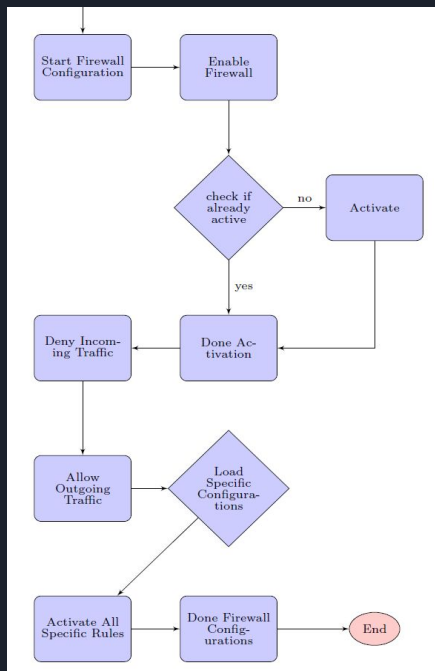 Start Firewall
Configuration
Enable
Firewall
check if
already
active
no
Activate
yes
Deny Incom-
ing Traffic
Done Ac-
tivation
Allow
Outgoing
Traffic
Load
Specific
Configura-
tions
Activate All
Specific Rules
Done Firewall
Config-
urations
End